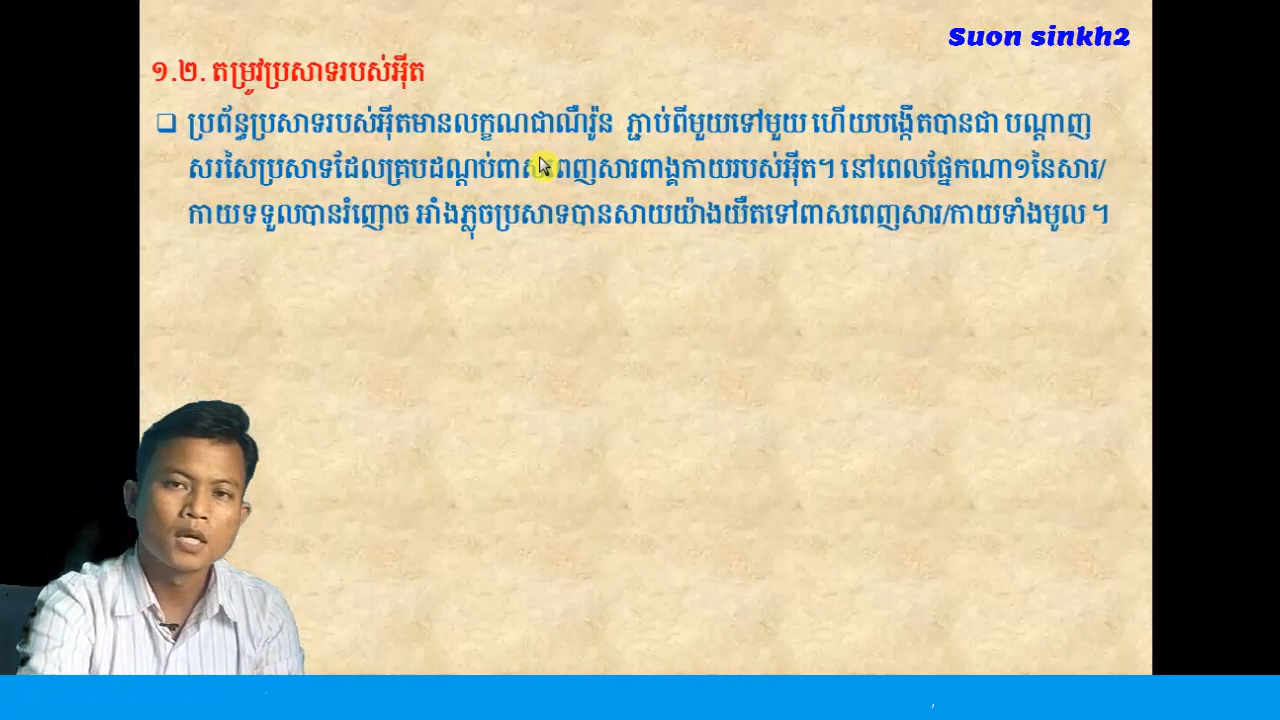 Suon sinkh2
១.២. តម្រូវប្រសាទរបស់អ៊ីត
ប្រព័ន្ធប្រសាទរបស់អ៊ីតមានលក្ខណជាណឺរ៉ូន ភ្ជាប់ពីមួយទៅមួយ ហើយបង្កើតបានជា បណ្តាញ
សរសៃប្រសាទដែលគ្របដណ្តប់ពាសពេញសារពាង្គកាយរបស់អ៊ីត។ នៅពេលផ្នែកណា១នៃសារ/
កាយទទួលបានរំញោច អាំងភ្លុចប្រសាទបានសាយយ៉ាងយឺតទៅពាសពេញសារ/កាយទាំងមូល ។